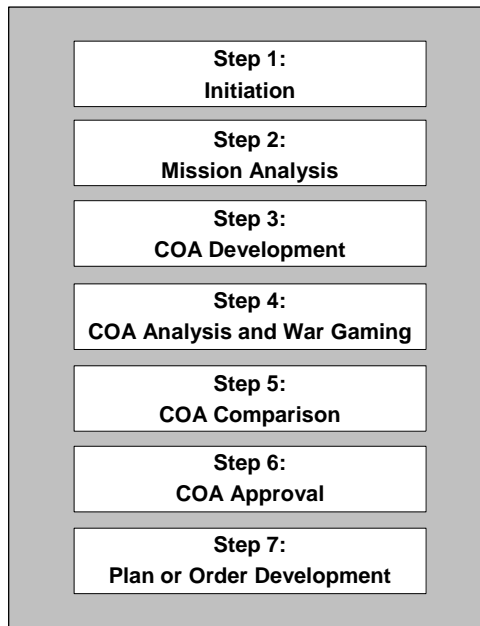 Step 1:
Initiation
Step 2:
Mission Analysis
Step 3:
COA Development
Step 4:
COA Analysis and War Gaming
Step 5:
COA Comparison
Step 6:
COA Approval
Step 7:
Plan or Order Development